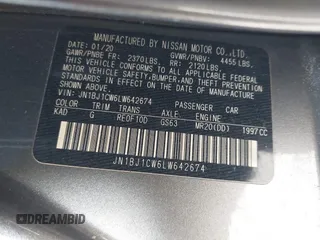 MANUFACTURED BY NISSAN MOTOR CO.,LTD.
DATE: 01/20 GVWR/PNBV: 4455 LBS.
GAWR/PNBE FR: 2370LBS. RR: 2120LBS.
THIS VEHICLE CONFORMS TO ALL APPLICABLE FEDERAL
MOTOR VEHICLE SAFETY, BUMPER, AND THEFT PREVENTION
STANDARDS IN EFFECT ON THE DATE OF MANUFACTURE SHOWN ABOVE.
VIN: JN1BJ1CW6LW642674 PASSENGER CAR
COLOR TRIM TRANS AXLE ENGINE
KAD G RE0F10D GS63 MR20(DD) 1997CC
JN1BJ1CW6LW642674
DREAMBID